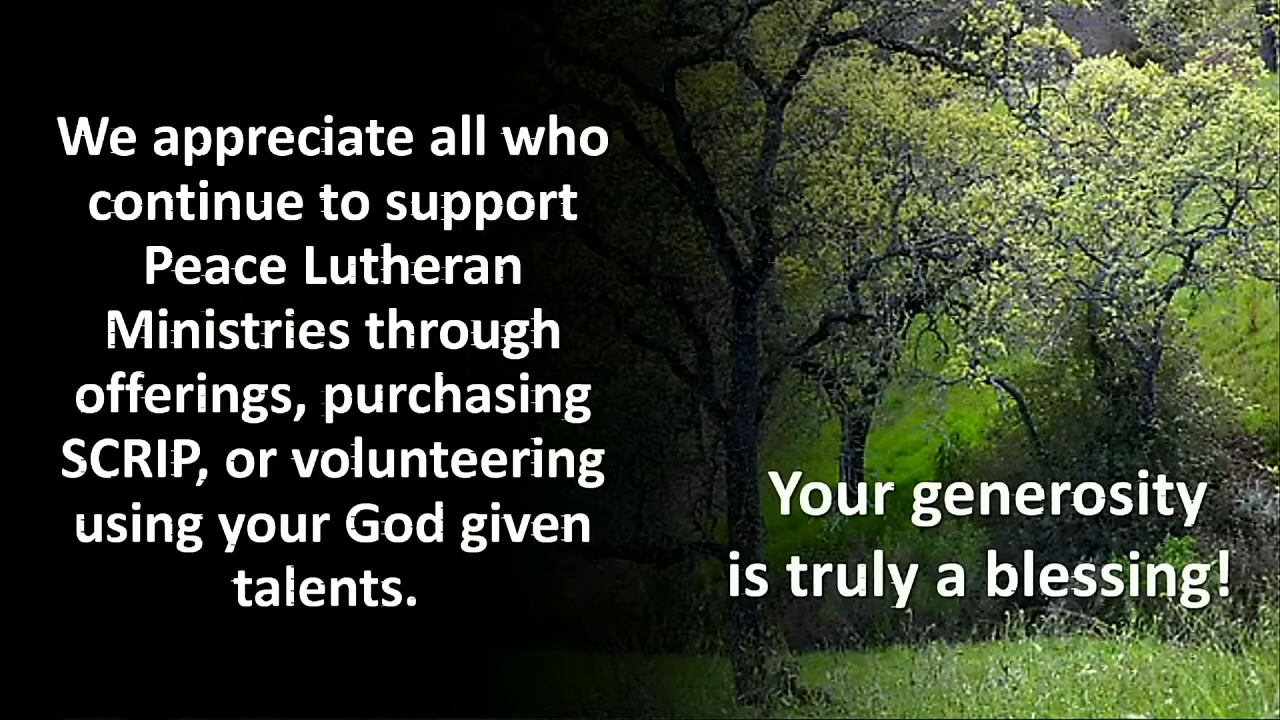 We appreciate all who
continue to support
Peace Lutheran
Ministries through
offerings, purchasing
SCRIP, or volunteering
using your God given
talents.
Your generosity
is truly a blessing!